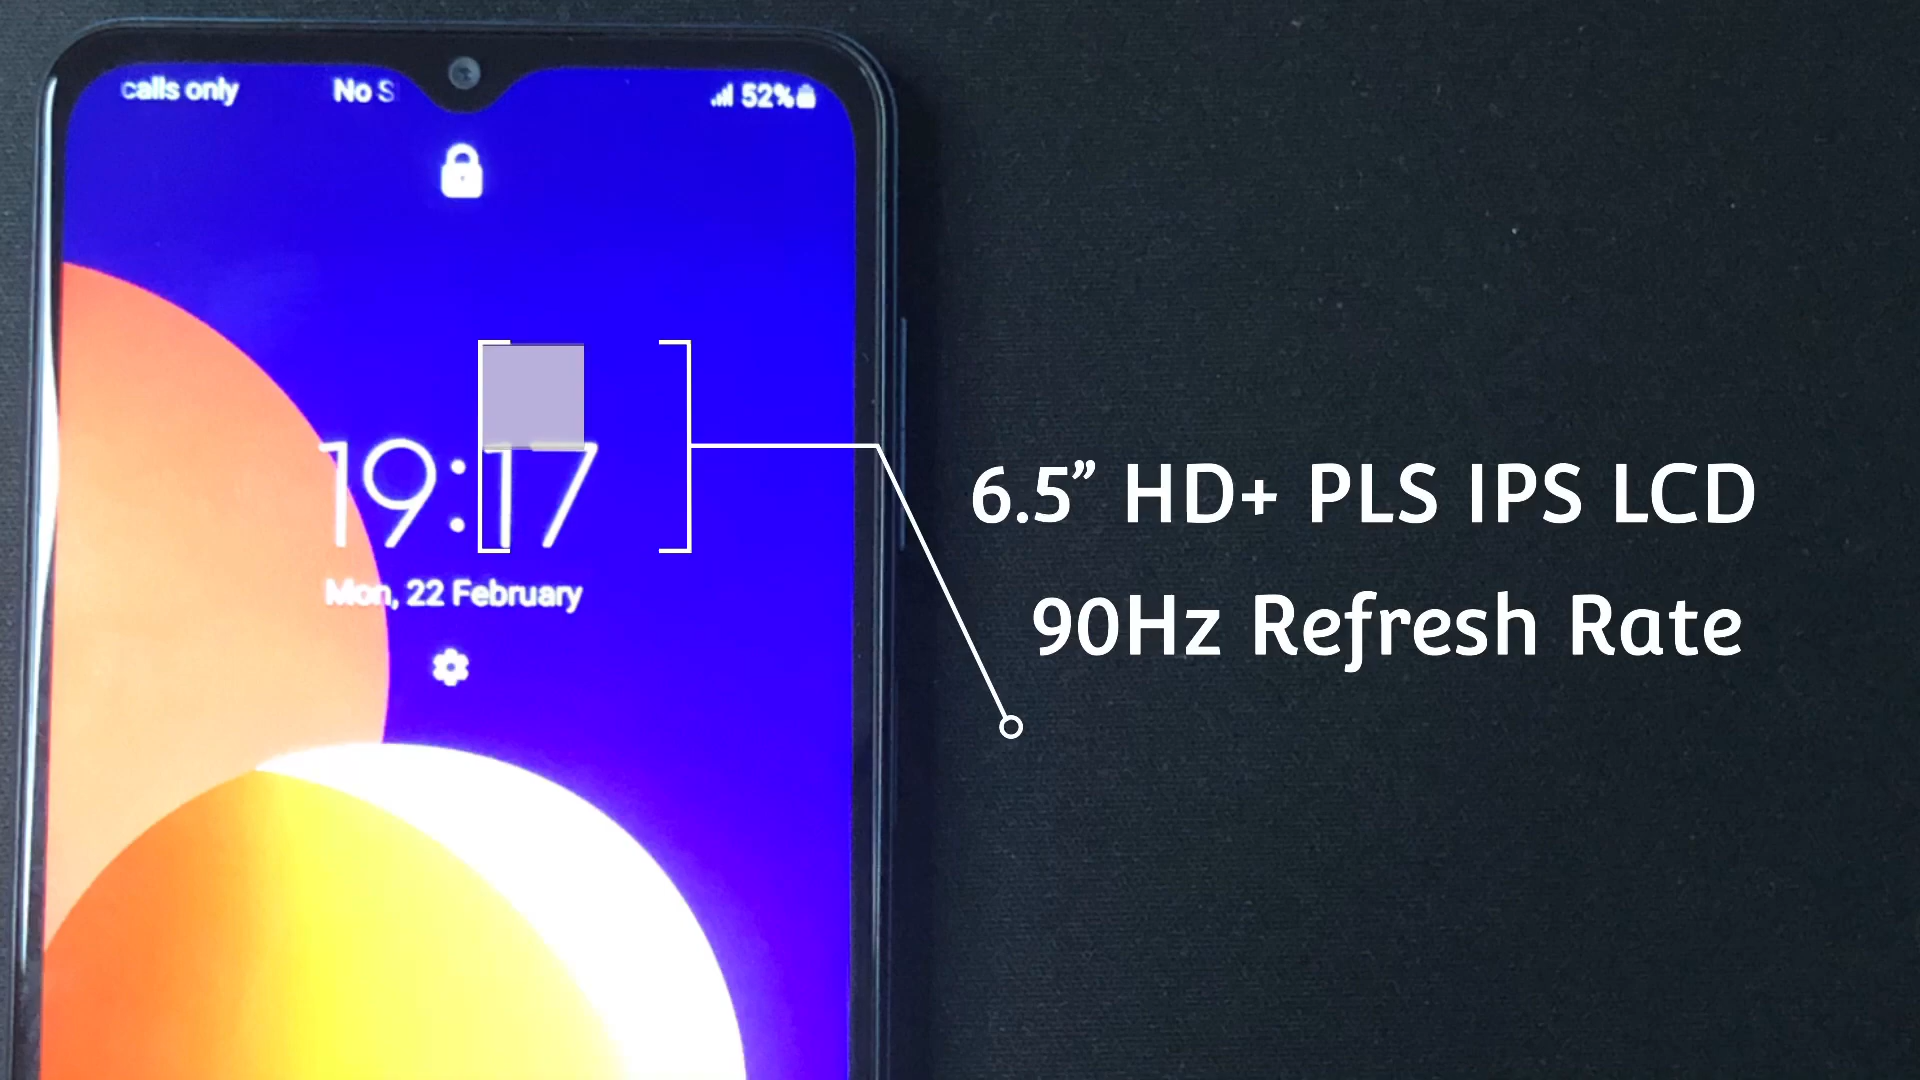 calls only No S 52%
19:17
Mon, 22 February
6.5” HD+ PLS IPS LCD
90Hz Refresh Rate